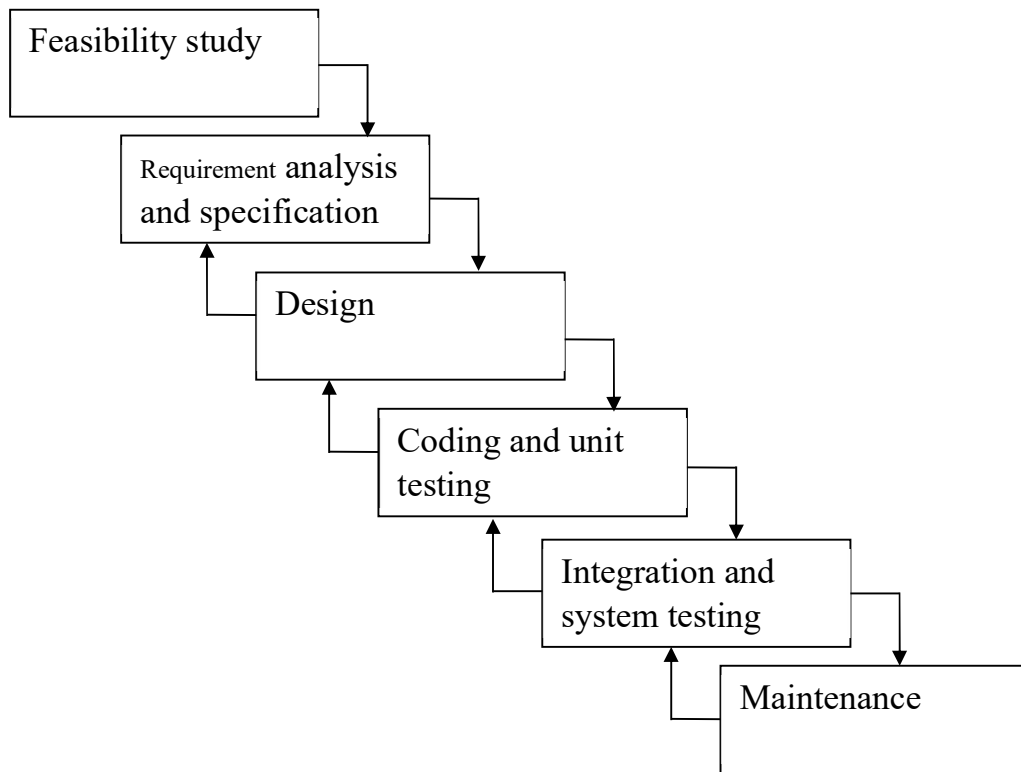 Feasibility study
Requirement analysis
and specification
Design
Coding and unit
testing
Integration and
system testing
Maintenance